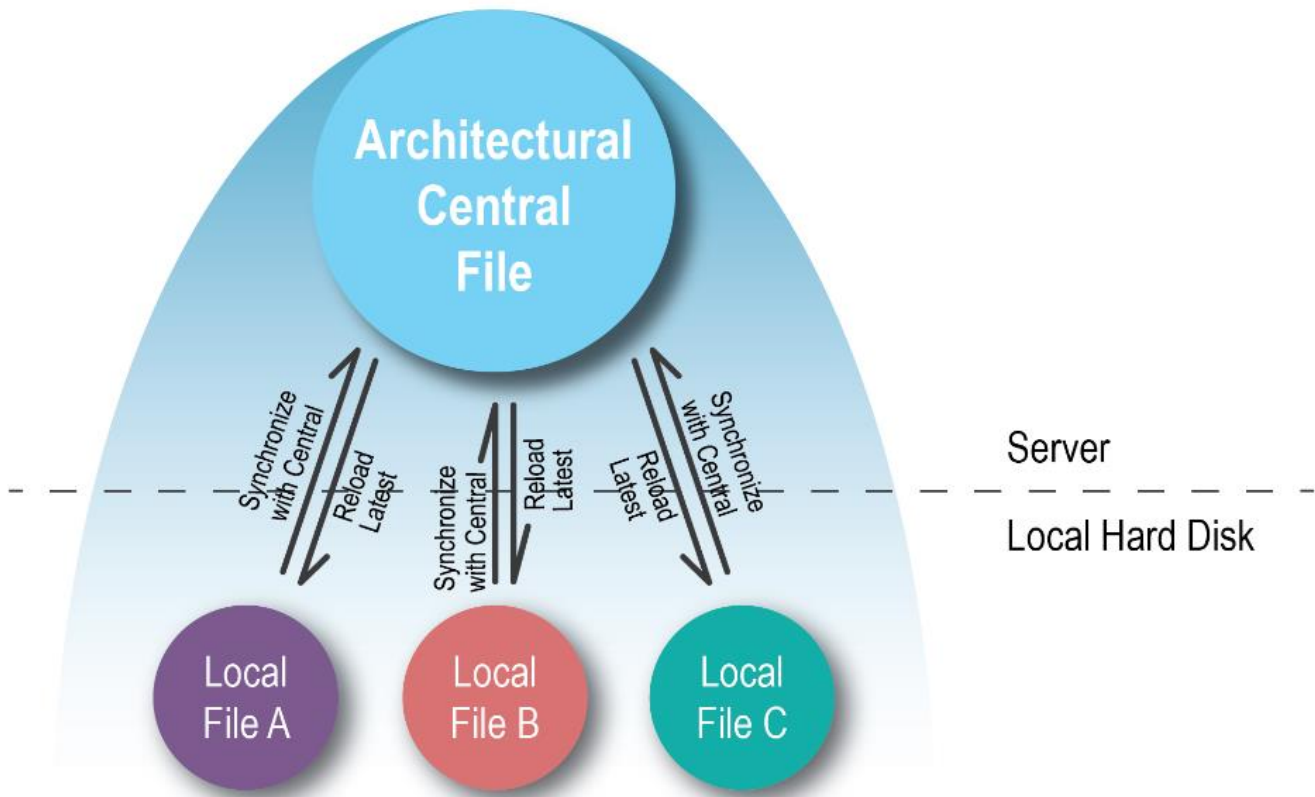 Architectural
Central
File
Synchronize
with Central
Reload
Latest
Synchronize
with Central
Reload
Latest
Reload
Latest
Synchronize
with Central
Server
Local Hard Disk
Local
File A
Local
File B
Local
File C